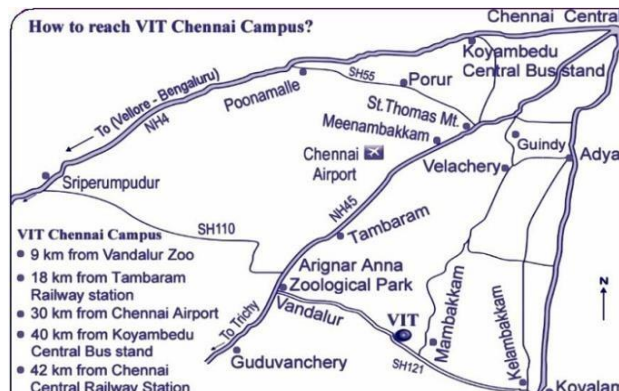 How to reach VIT Chennai Campus?
Chennai Central
Koyambedu
Central Bus stand
SH55
Porur
Poonamalle
To (Vellore - Bengaluru)
NH4
St.Thomas Mt.
Meenambakkam
Guindy
Chennai
Airport
Velachery
Adya
Sriperumpudur
SH110
NH45
Tambaram
VIT Chennai Campus
9 km from Vandalur Zoo
18 km from Tambaram
Railway station
30 km from Chennai Airport
40 km from Koyambedu
Central Bus stand
42 km from Chennai
Central Railway Station
Arignar Anna
Zoological Park
N
To Trichy
Vandalur
VIT
Mambakkam
Kelambakkam
Guduvanchery
SH121
Kovalan